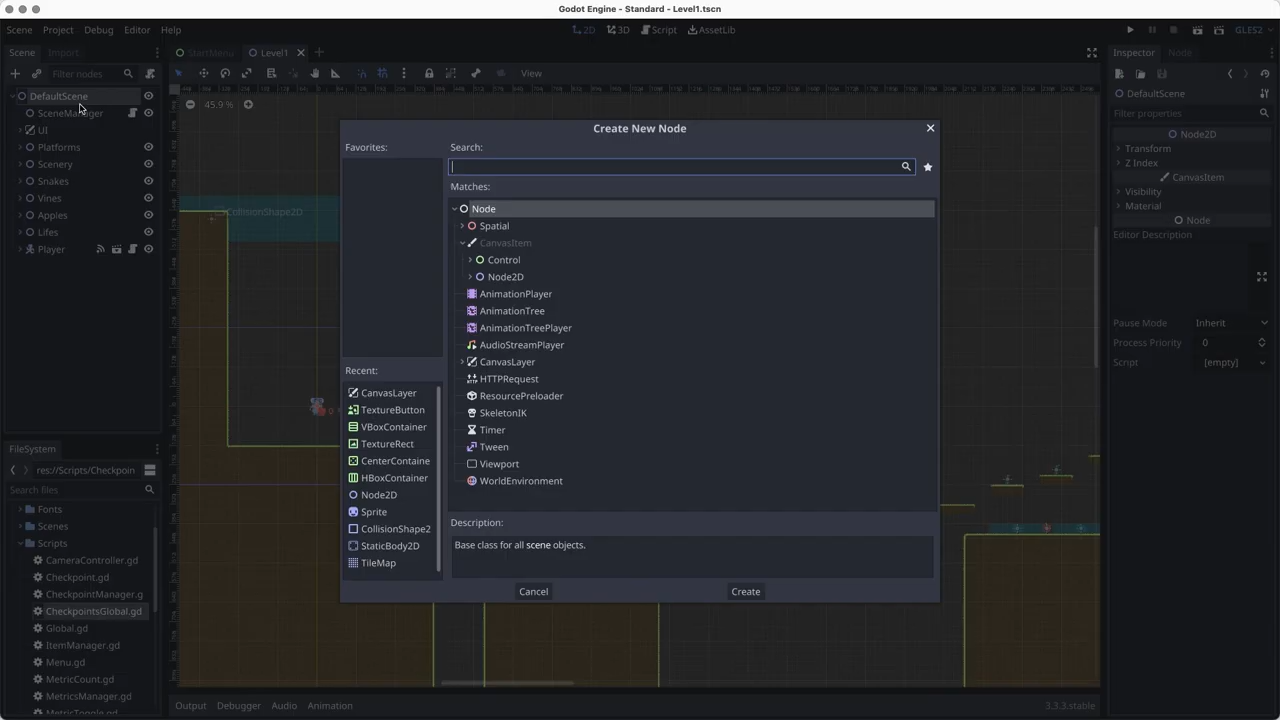 Godot Engine - Standard - Level1.tscn
Scene Project Debug Editor Help
2D 3D Script AssetLib
GLES2
Scene Import
StartMenu Level1
Inspector Node
Filter nodes
View
45.9 %
DefaultScene
SceneManager
UI
Platforms
Scenery
Snakes
Vines
Apples
Lifes
Player
CollisionShape2D
Create New Node
Favorites:
Search:
Matches:
Node
Spatial
CanvasItem
Control
Node2D
AnimationPlayer
AnimationTree
AnimationTreePlayer
AudioStreamPlayer
CanvasLayer
HTTPRequest
ResourcePreloader
SkeletonIK
Timer
Tween
Viewport
WorldEnvironment
Recent:
CanvasLayer
TextureButton
VBoxContainer
TextureRect
CenterContaine
HBoxContainer
Node2D
Sprite
CollisionShape2
StaticBody2D
TileMap
Description:
Base class for all scene objects.
Cancel Create
DefaultScene
Filter properties
Node2D
Transform
Z Index
CanvasItem
Visibility
Material
Node
Editor Description
Pause Mode Inherit
Process Priority 0
Script [empty]
FileSystem
res://Scripts/Checkpoin
Search files
Fonts
Scenes
Scripts
CameraController.gd
Checkpoint.gd
CheckpointManager.g
CheckpointsGlobal.gd
Global.gd
ItemManager.gd
Menu.gd
MetricCount.gd
MetricsManager.gd
MetricToggle.gd
Output Debugger Audio Animation
3.3.3.stable